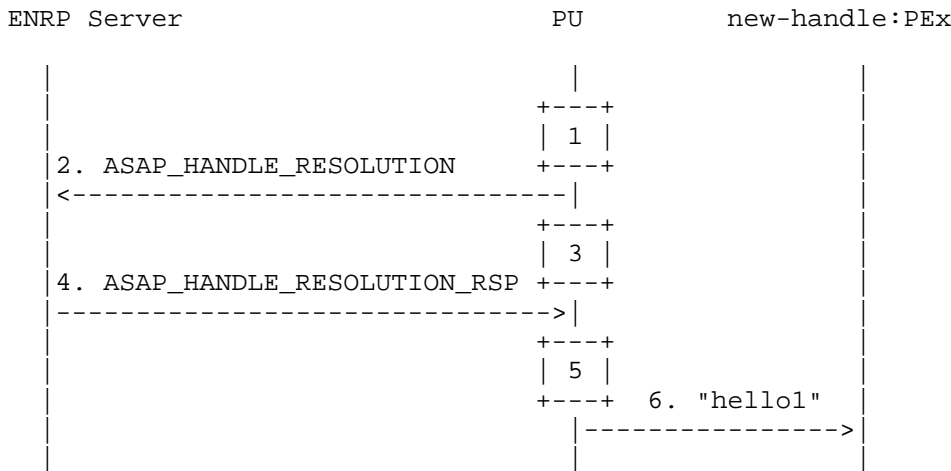 ENRP Server PU new-handle:PEx
1
2. ASAP_HANDLE_RESOLUTION
3
4. ASAP_HANDLE_RESOLUTION_RSP
5
6. "hello1"